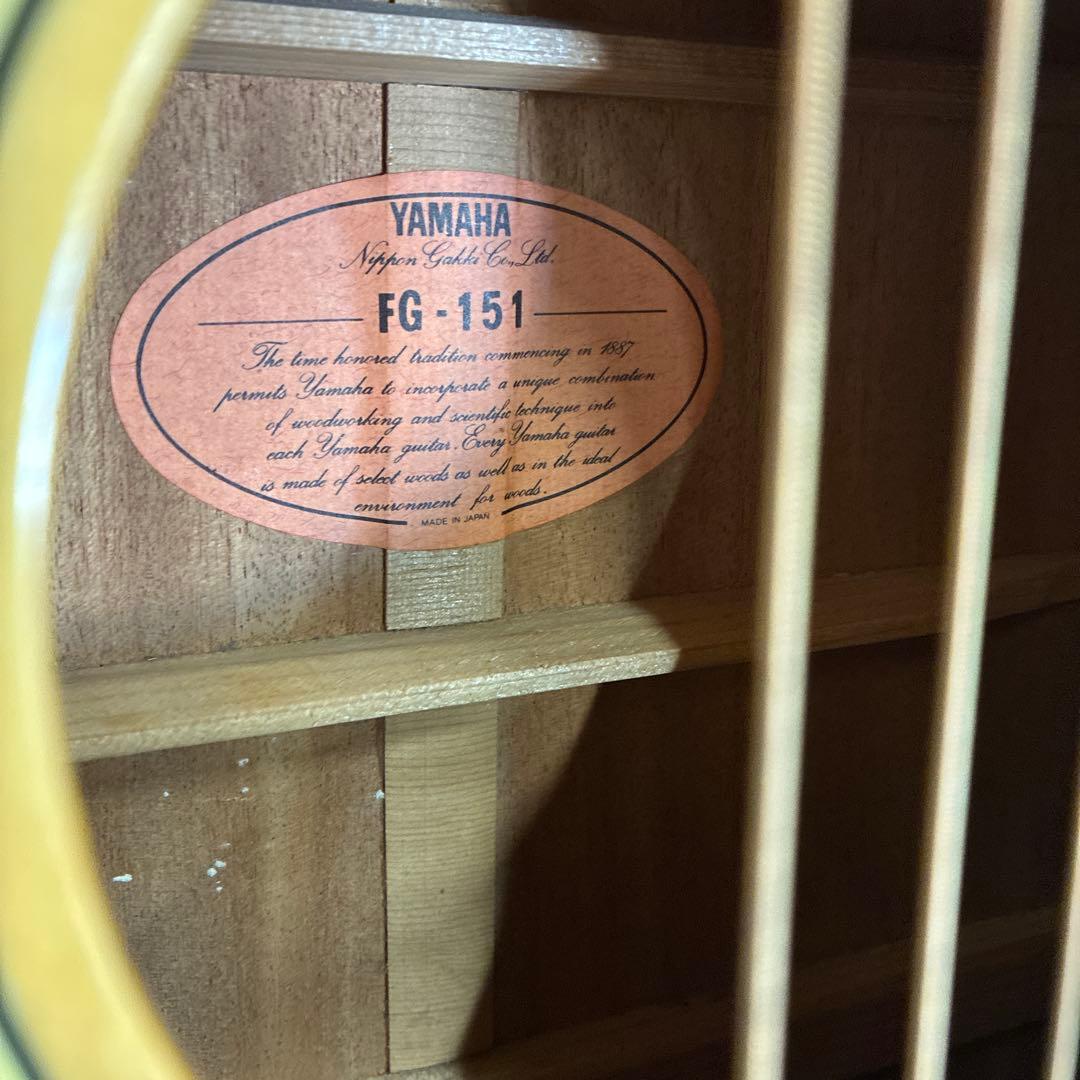 YAMAHA
Nippon Gakki Co., Ltd.
FG-151
The time honored tradition commencing in 1887
permits Yamaha to incorporate a unique combination
of woodworking and scientific technique into
each Yamaha guitar. Every Yamaha guitar
is made of select woods as well as in the ideal
environment for woods.
MADE IN JAPAN